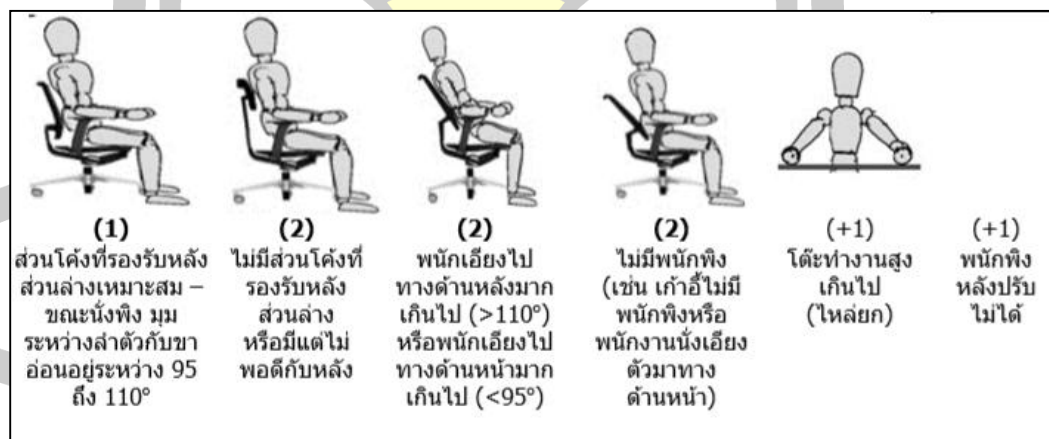 (1)
ส่วนโค้งที่รองรับหลัง
ส่วนล่างเหมาะสม –
ขณะนั่งพิง มุม
ระหว่างลำตัวกับขา
อ่อนอยู่ระหว่าง 95
ถึง 110°
(2)
ไม่มีส่วนโค้งที่
รองรับหลัง
ส่วนล่าง
หรือมีแต่ไม่
พอดีกับหลัง
(2)
พนักเอียงไป
ทางด้านหลังมาก
เกินไป (>110°)
หรือพนักเอียงไป
ทางด้านหน้ามาก
เกินไป (<95°)
(2)
ไม่มีพนักพิง
(เช่น เก้าอี้ไม่มี
พนักพิงหรือ
พนักงานนั่งเอียง
ตัวมาทาง
ด้านหน้า)
(+1)
โต๊ะทำงานสูง
เกินไป
(ไหล่ยก)
(+1)
พนักพิง
หลังปรับ
ไม่ได้